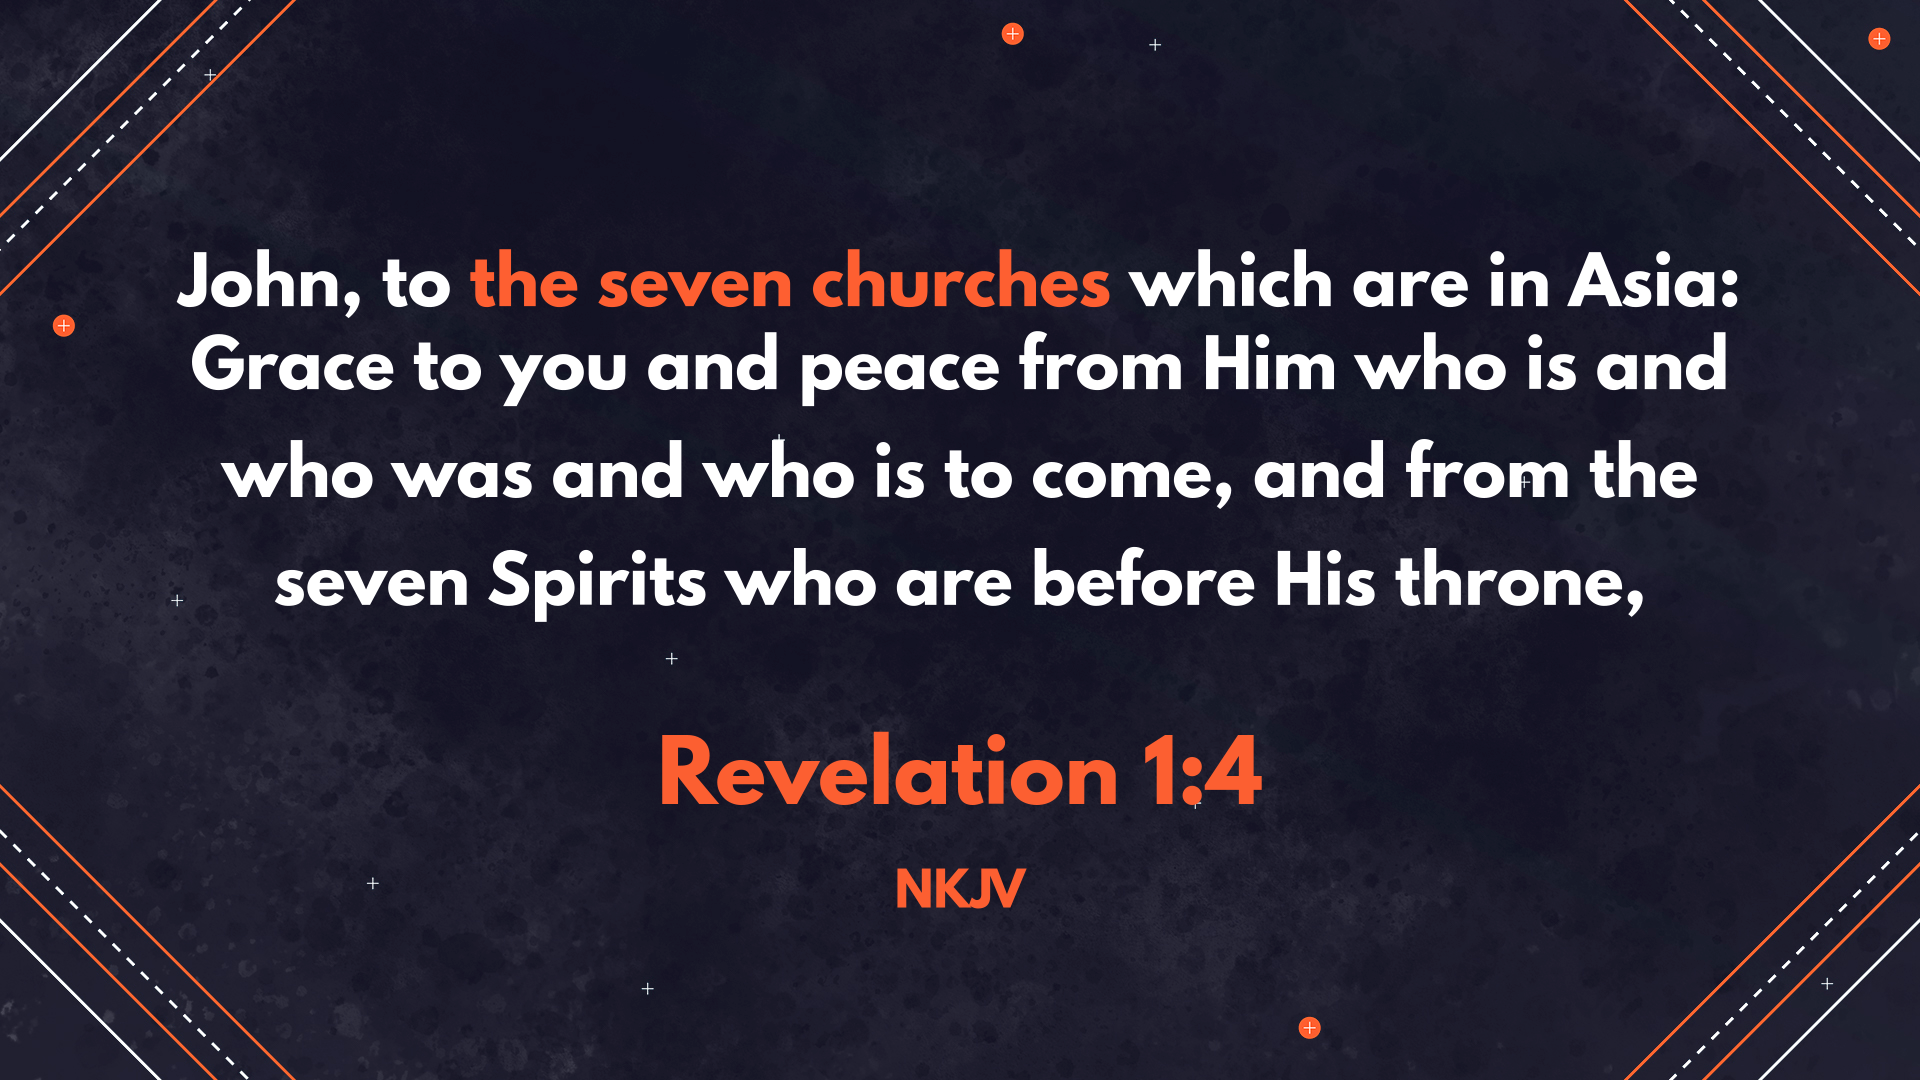 John, to the seven churches which are in Asia:
Grace to you and peace from Him who is and
who was and who is to come, and from the
seven Spirits who are before His throne,
Revelation 1:4
NKJV